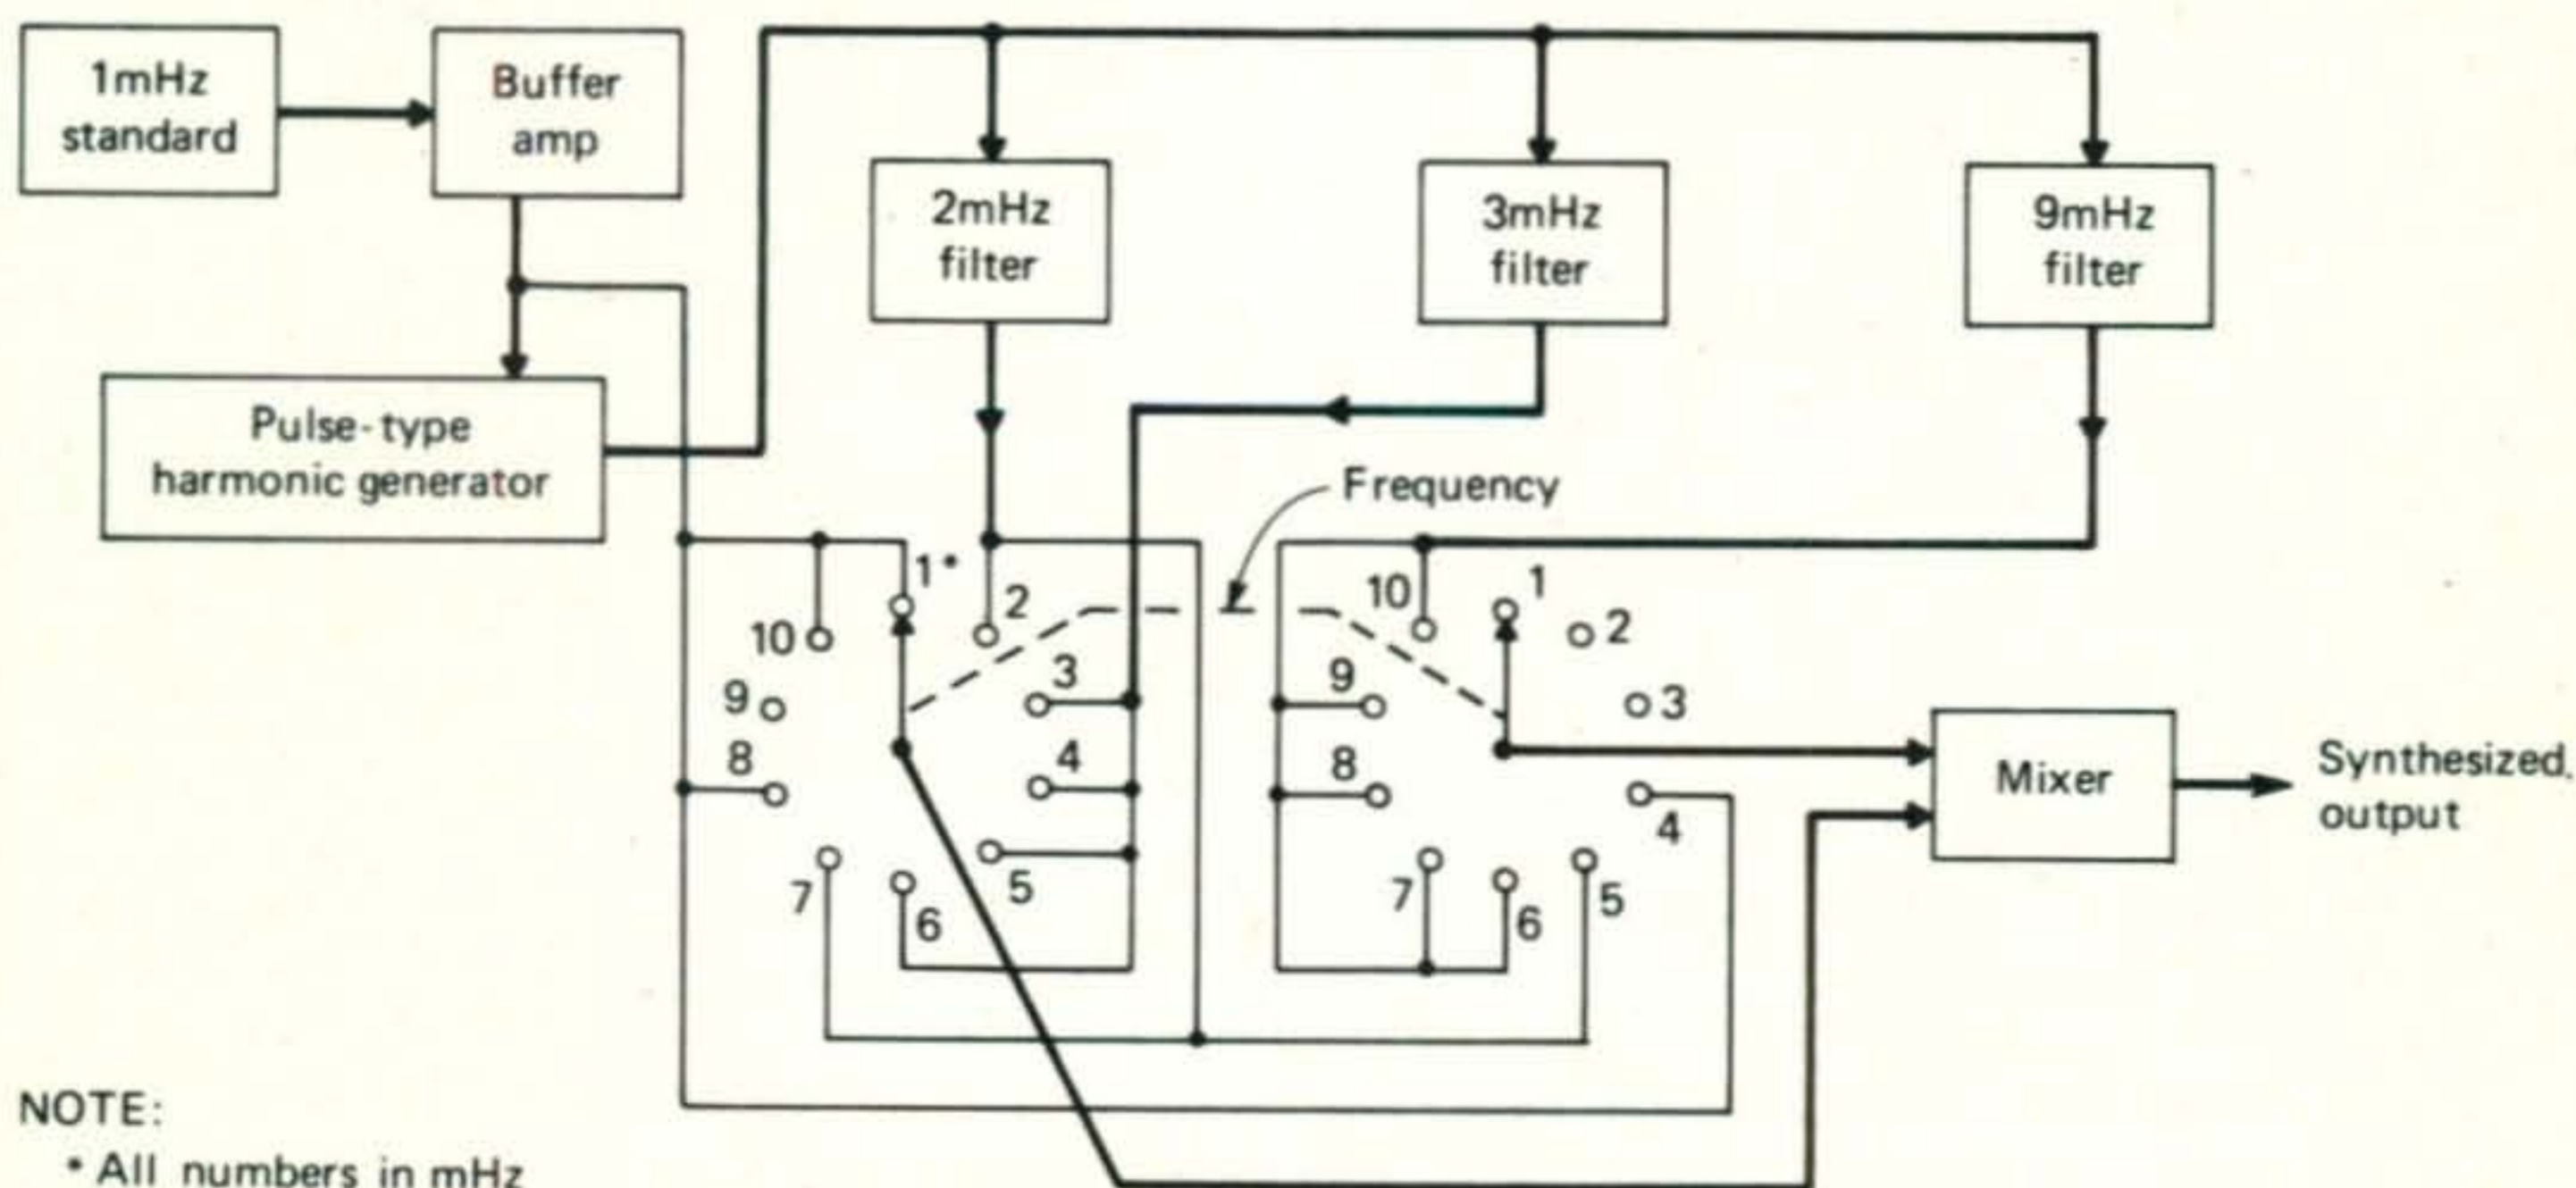 1mHz
standard
Buffer
amp
2mHz
filter
3mHz
filter
9mHz
filter
Pulse-type
harmonic generator
Frequency
1*
2
3
4
5
6
7
8
9
10
1
2
3
4
5
6
7
8
9
10
Mixer
Synthesized
output
NOTE:
* All numbers in mHz